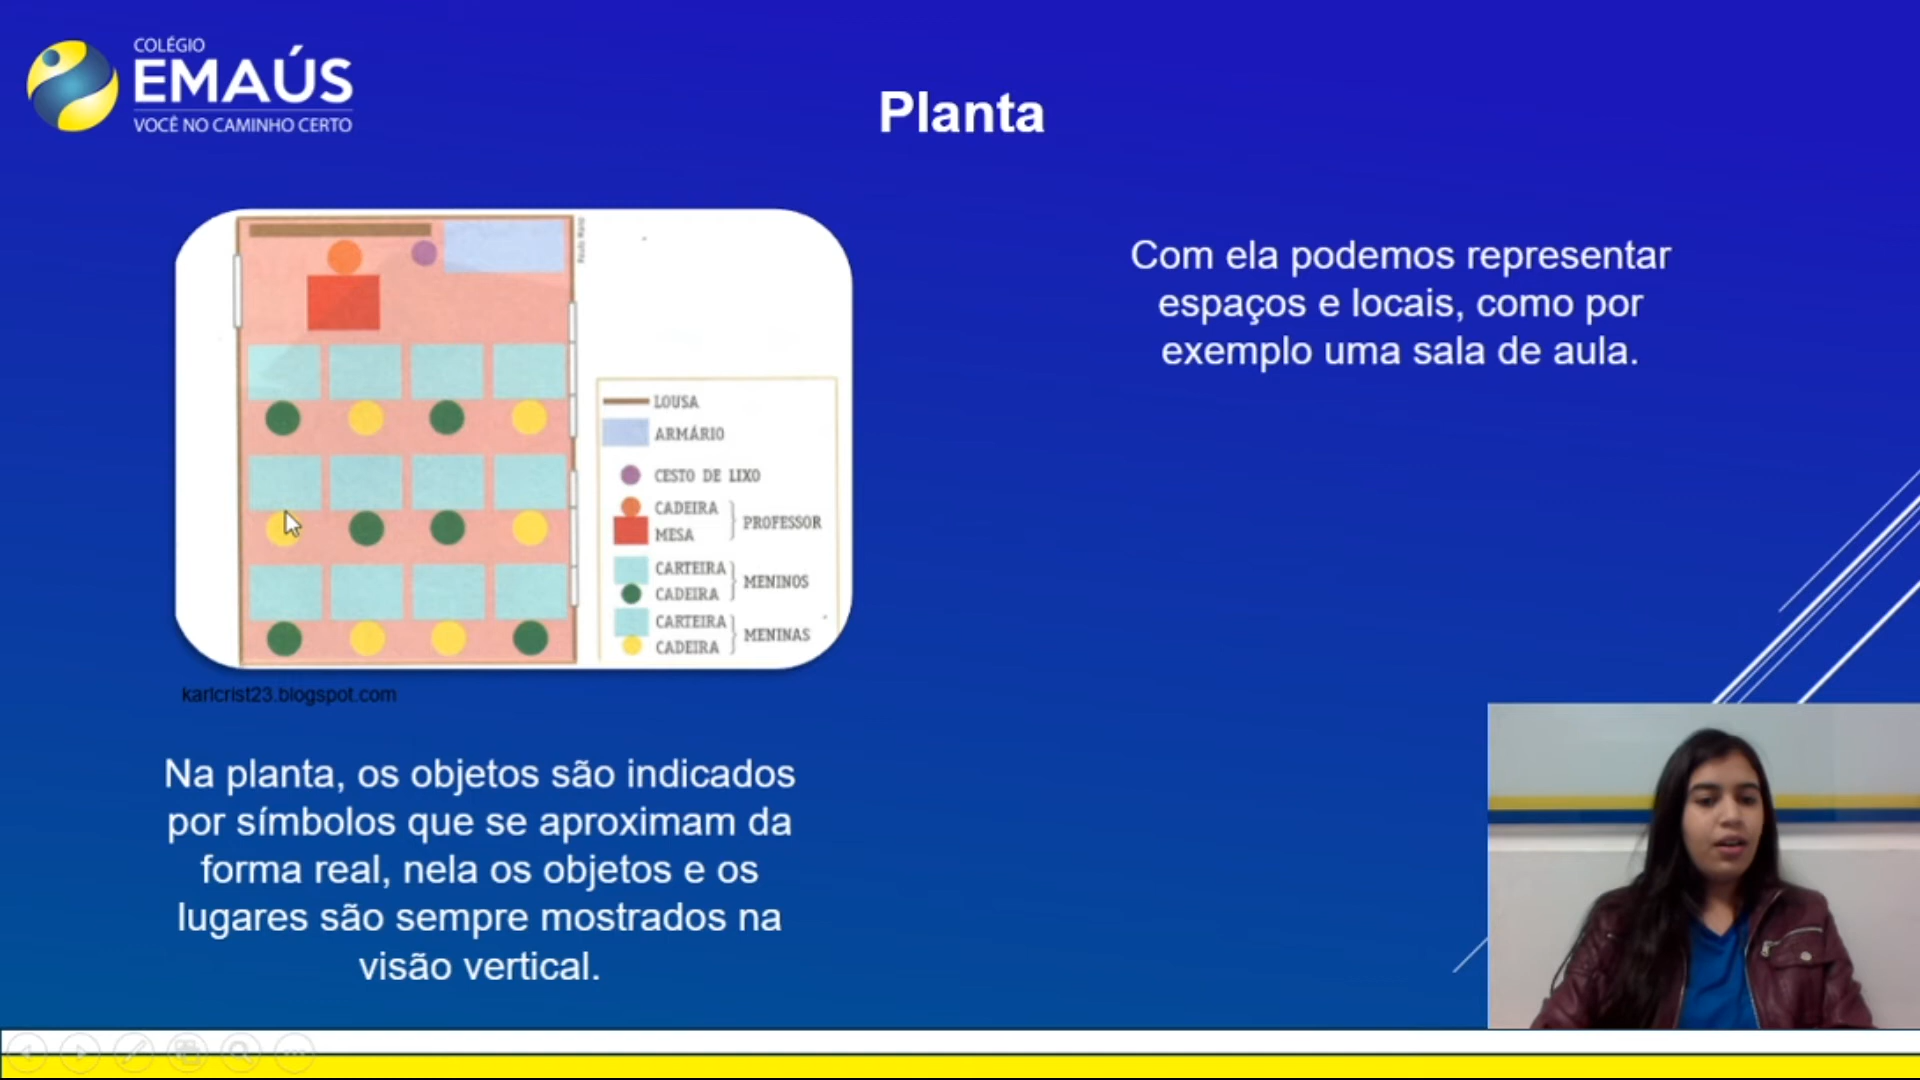 COLÉGIO
EMAÚS
VOCÊ NO CAMINHO CERTO
Planta
LOUSA
ARMÁRIO
CESTO DE LIXO
CADEIRA
MESA
PROFESSOR
CARTEIRA
CADEIRA
MENINOS
CARTEIRA
CADEIRA
MENINAS
karlcrist23.blogspot.com
Com ela podemos representar
espaços e locais, como por
exemplo uma sala de aula.
Na planta, os objetos são indicados
por símbolos que se aproximam da
forma real, nela os objetos e os
lugares são sempre mostrados na
visão vertical.